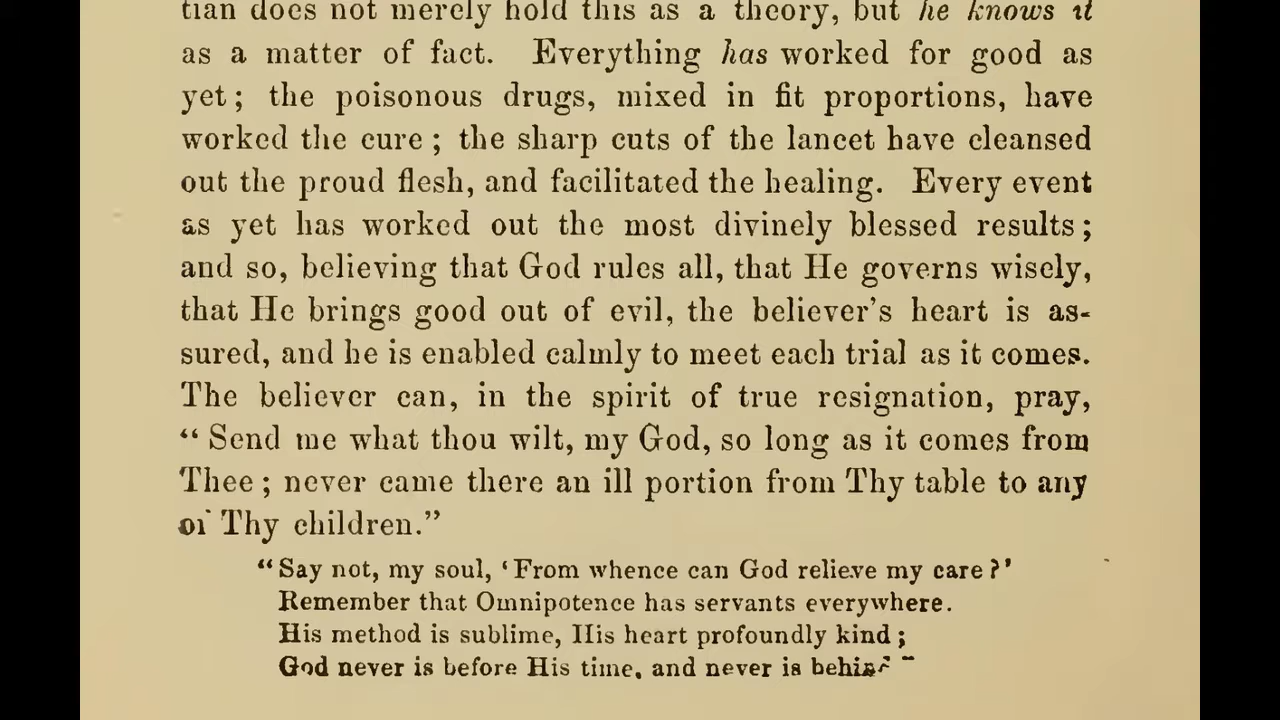 tian does not merely hold this as a theory, but he knows it
as a matter of fact. Everything has worked for good as
yet; the poisonous drugs, mixed in fit proportions, have
worked the cure; the sharp cuts of the lancet have cleansed
out the proud flesh, and facilitated the healing. Every event
as yet has worked out the most divinely blessed results;
and so, believing that God rules all, that He governs wisely,
that He brings good out of evil, the believer's heart is as-
sured, and he is enabled calmly to meet each trial as it comes.
The believer can, in the spirit of true resignation, pray,
"Send me what thou wilt, my God, so long as it comes from
Thee; never came there an ill portion from Thy table to any
of Thy children."
"Say not, my soul, 'From whence can God relieve my care?'
Remember that Omnipotence has servants everywhere.
His method is sublime, His heart profoundly kind;
God never is before His time, and never is